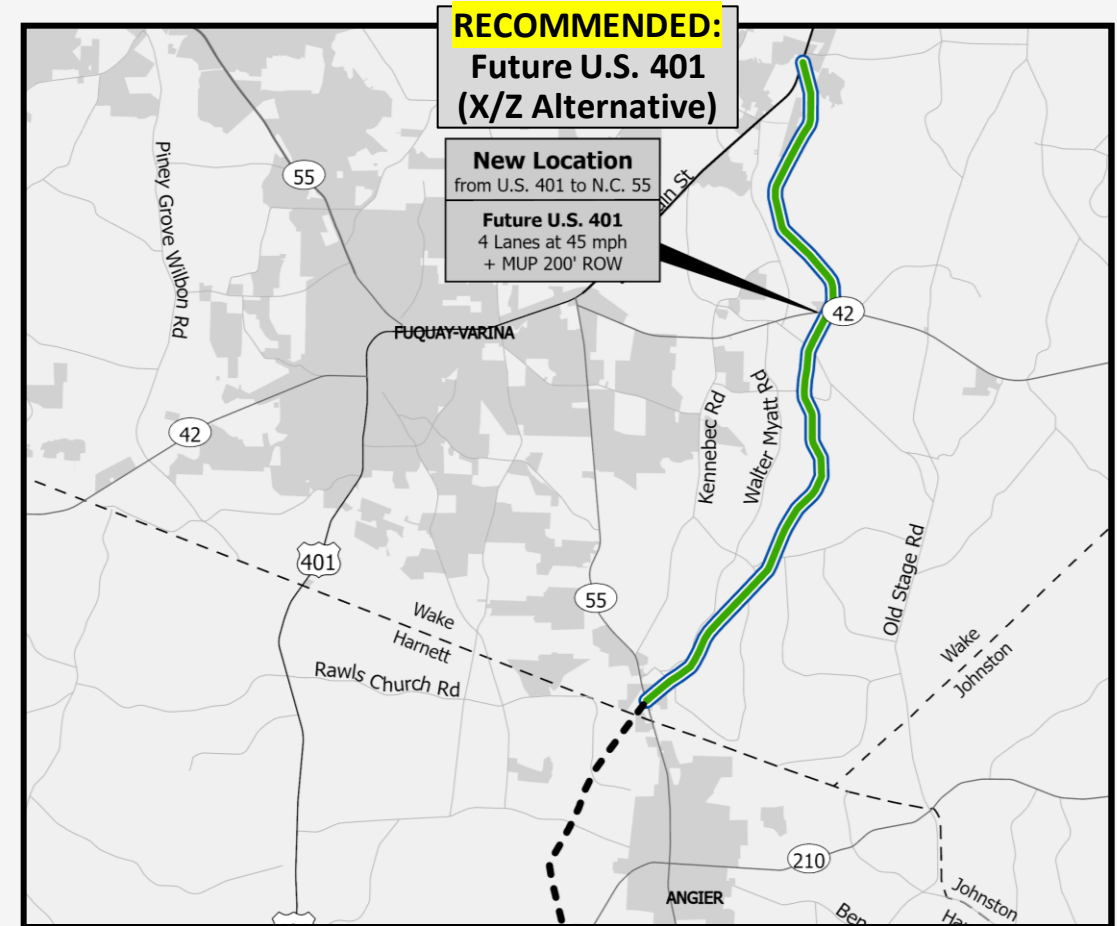 RECOMMENDED:
Future U.S. 401
(X/Z Alternative)
New Location
from U.S. 401 to N.C. 55
Future U.S. 401
4 Lanes at 45 mph
+ MUP 200' ROW
55
Piney Grove Wilbon Rd
St
42
FUQUAY-VARINA
42
Kennebec Rd
Walter Myatt Rd
401
55
Old Stage Rd
Wake
Harnett
Wake
Johnston
Rawls Church Rd
210
ANGIER
Johnston